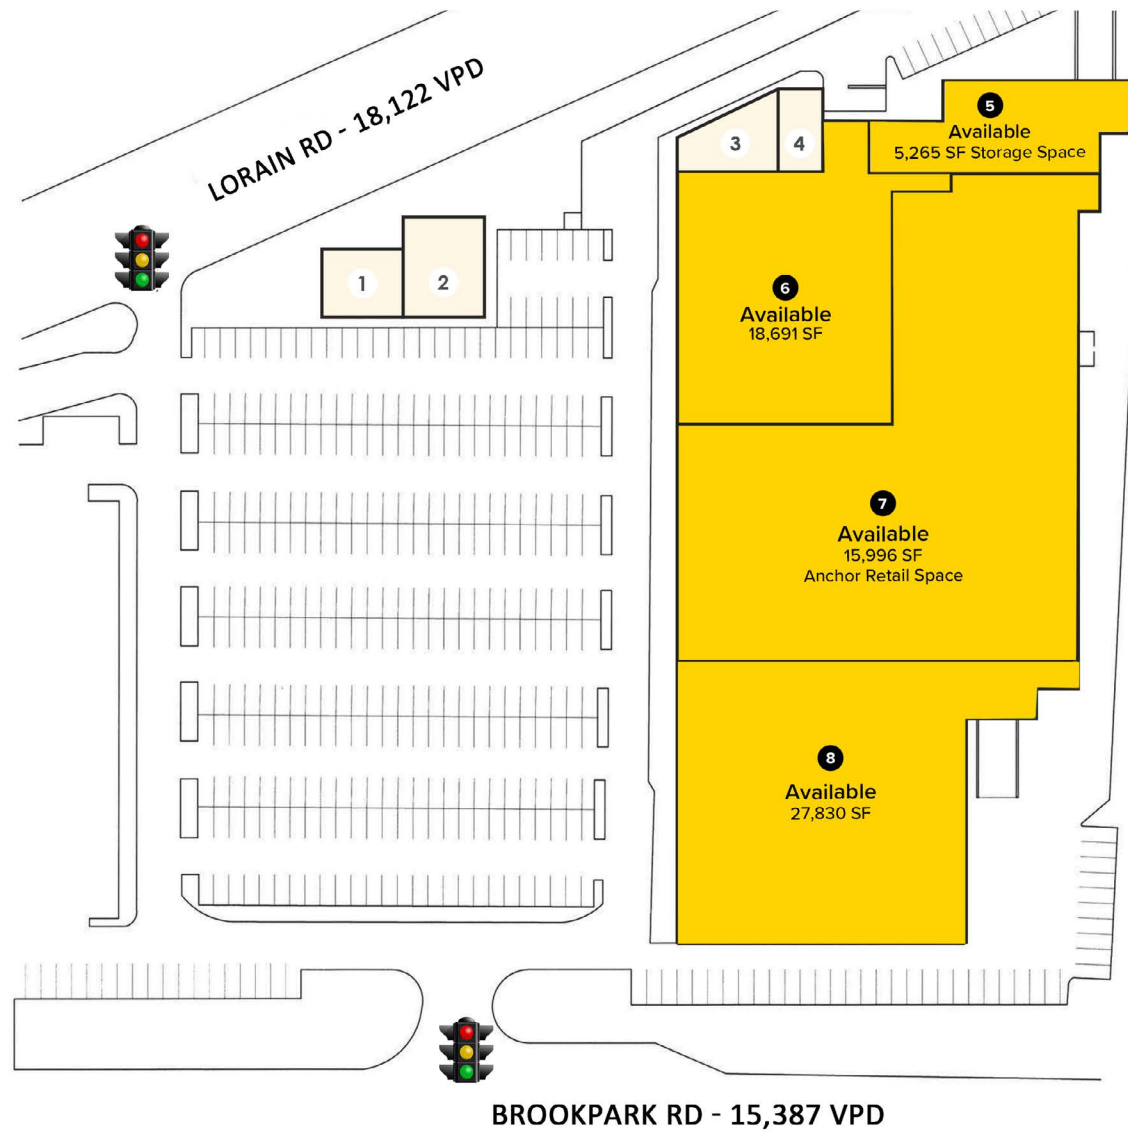 LORAIN RD - 18,122 VPD
5
Available
5,265 SF Storage Space
3
4
1
2
6
Available
18,691 SF
7
Available
15,996 SF
Anchor Retail Space
8
Available
27,830 SF
BROOKPARK RD - 15,387 VPD